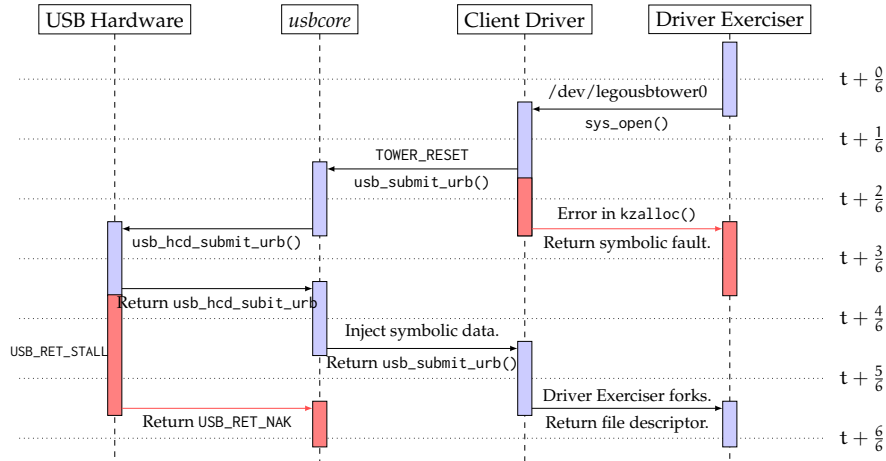 USB Hardware
usbcore
Client Driver
Driver Exerciser
t + 0/6
/dev/legousbtower0
sys_open()
t + 1/6
TOWER_RESET
usb_submit_urb()
t + 2/6
Error in kzalloc()
Return symbolic fault.
usb_hcd_submit_urb()
t + 3/6
Return usb_hcd_subit_urb
t + 4/6
Inject symbolic data.
Return usb_submit_urb()
USB_RET_STALL
t + 5/6
Driver Exerciser forks.
Return file descriptor.
Return USB_RET_NAK
t + 6/6